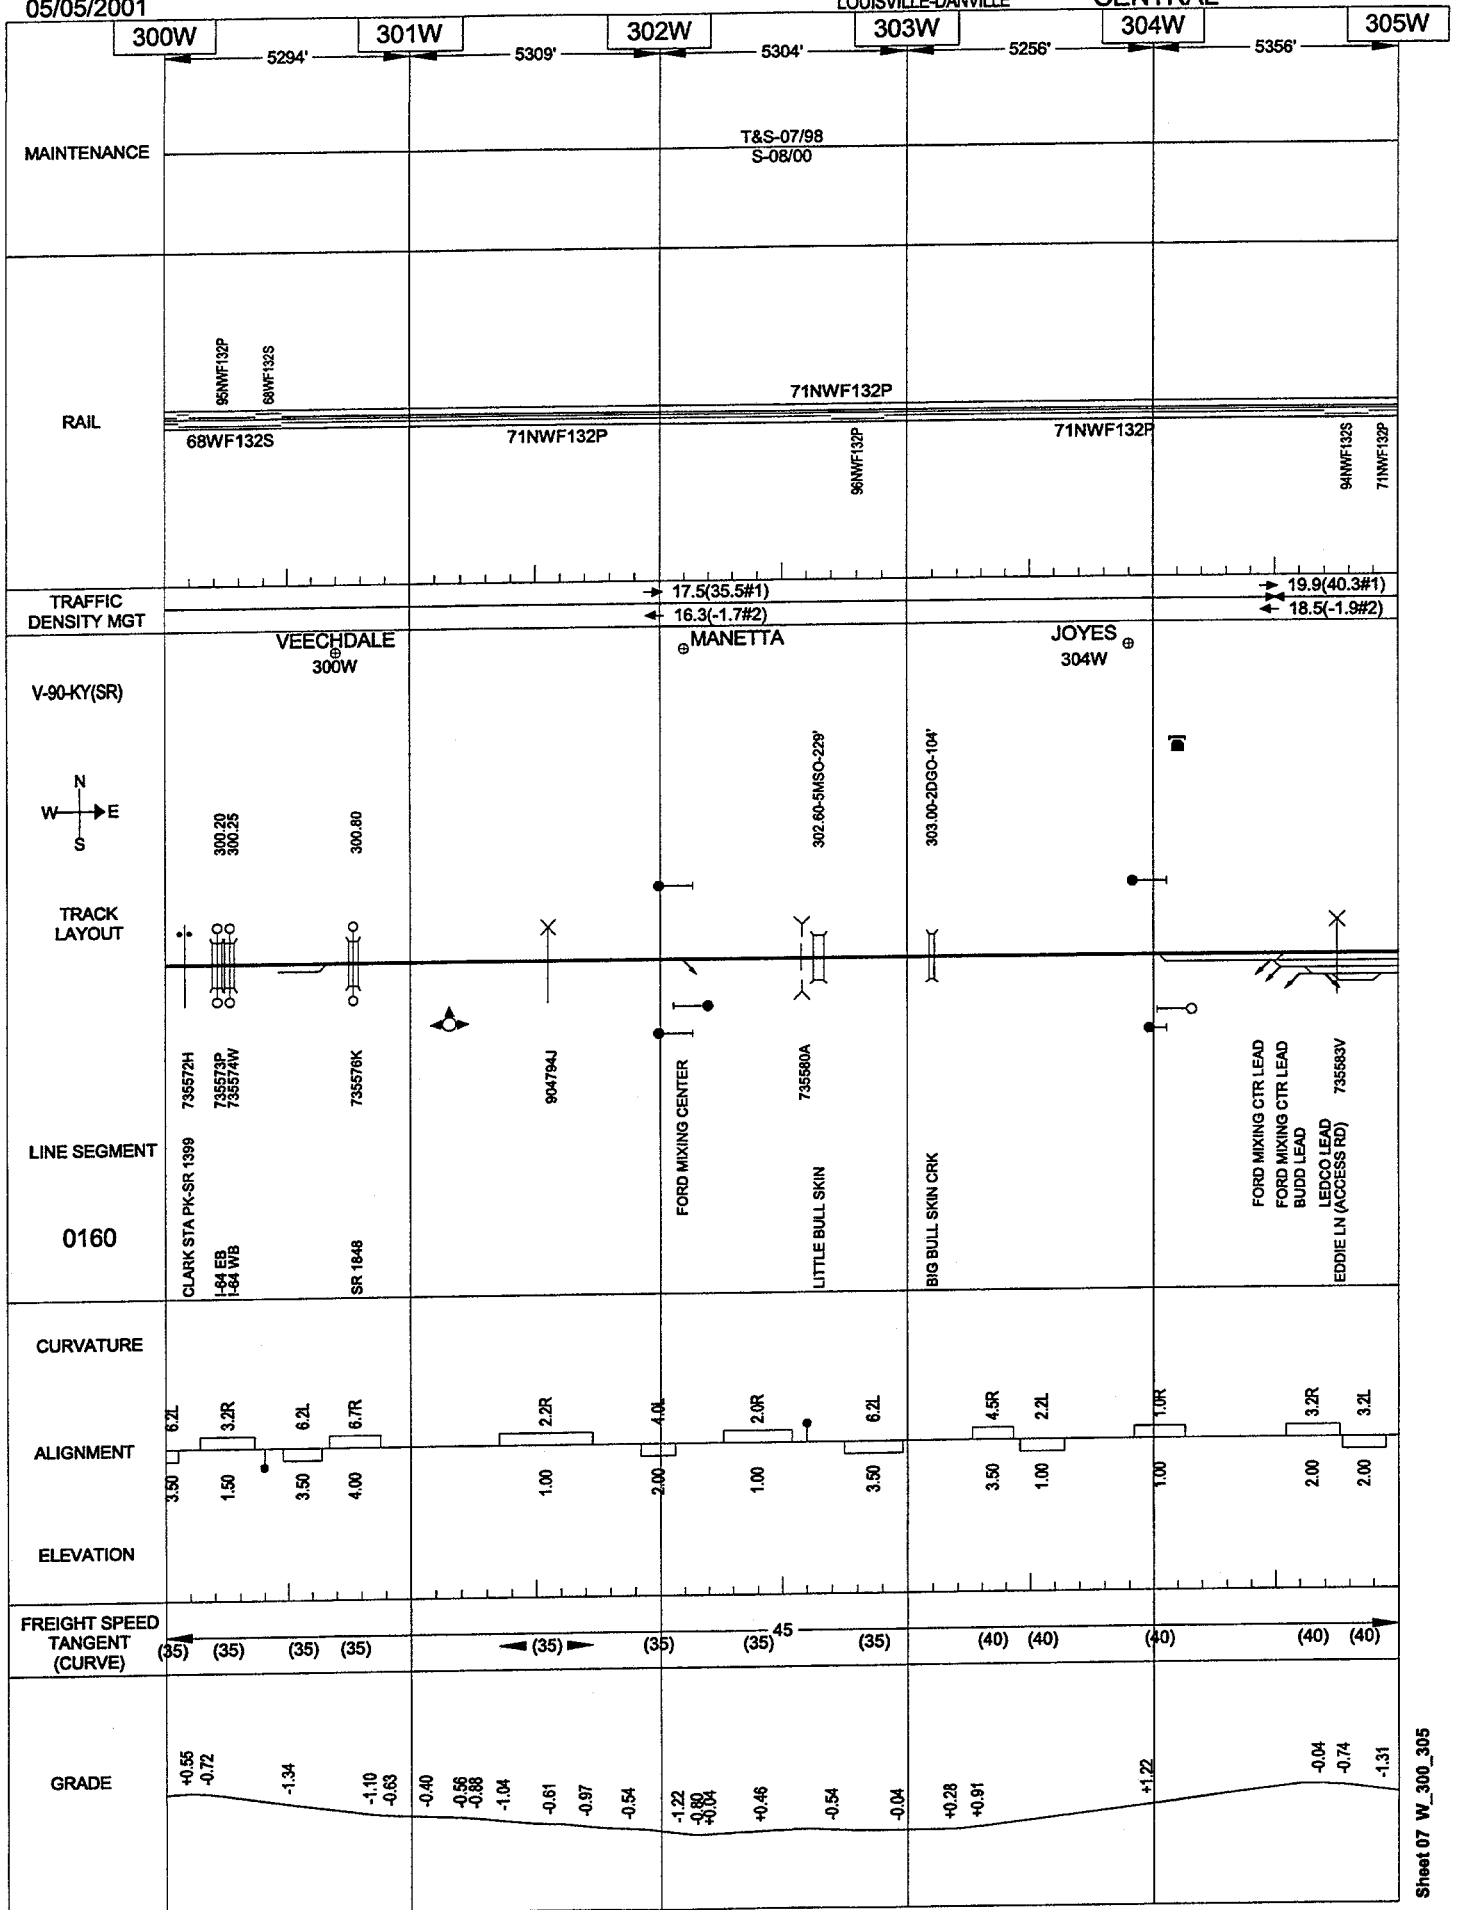 05/05/2001
LOUISVILLE-DANVILLE
CENTRAL
300W 301W 302W 303W 304W 305W
5294' 5309' 5304' 5256' 5356'
MAINTENANCE
T&S-07/98
S-08/00
RAIL
95NWF132P
68WF132S
71NWF132P
68WF132S
71NWF132P
71NWF132P
96NWF132P
94NWF132S
71NWF132P
TRAFFIC
DENSITY MGT
17.5(35.5#1)
19.9(40.3#1)
16.3(-1.7#2)
18.5(-1.9#2)
VEECHDALE
300W
MANETTA
JOYES
304W
V-90-KY(SR)
N
W E
S
300.20
300.25
300.80
302.60-5MSO-229'
303.00-2DGO-104'
TRACK
LAYOUT
735572H
735573P
735574W
735576K
904794J
735580A
735583V
LINE SEGMENT
0160
CLARK STA PK-SR 1399
I-64 EB
I-64 WB
SR 1848
FORD MIXING CENTER
LITTLE BULL SKIN
BIG BULL SKIN CRK
FORD MIXING CTR LEAD
FORD MIXING CTR LEAD
BUDD LEAD
LEDCO LEAD
EDDIE LN (ACCESS RD)
CURVATURE
6.2L 3.2R 6.2L 6.7R 2.2R 4.0L 2.0R 6.2L 4.5R 2.2L 1.0R 3.2R 3.2L
ALIGNMENT
3.50 1.50 3.50 4.00 1.00 2.00 1.00 3.50 3.50 1.00 1.00 2.00 2.00
ELEVATION
FREIGHT SPEED
TANGENT
(CURVE)
45
(35) (35) (35) (35) (35) (35) (35) (35) (40) (40) (40) (40) (40)
GRADE
+0.55 -0.72 -1.34 -1.10 -0.63 -0.40 -0.56 -0.88 -1.04 -0.61 -0.97 -0.54 -1.22 -0.80 +0.04 +0.46 -0.54 -0.04 +0.28 +0.91 +1.22 -0.04 -0.74 -1.31
Sheet 07 W_300_305